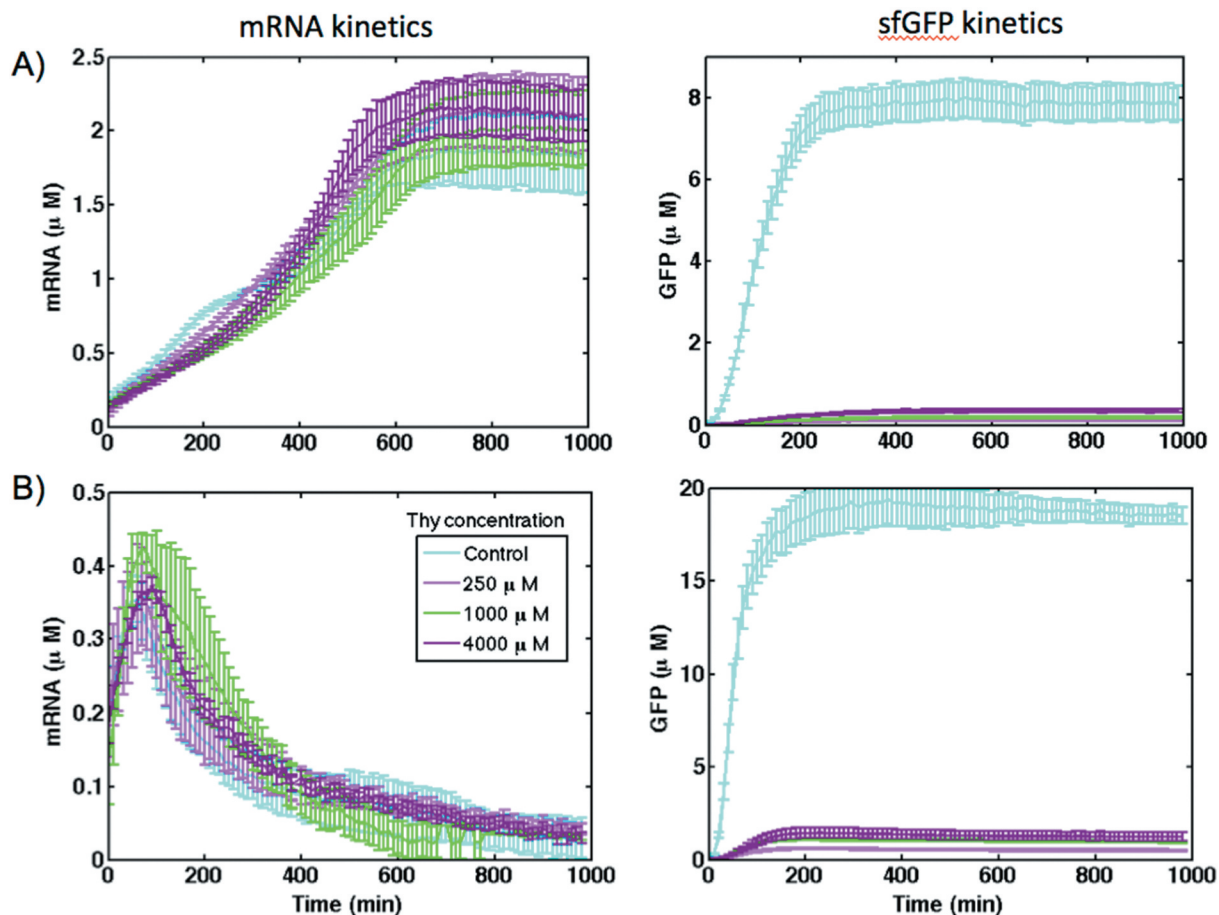 mRNA kinetics
sfGFP kinetics
A)
2.5
2
1.5
1
0.5
0
mRNA (μ M)
0 200 400 600 800 1000
8
6
4
2
0
GFP (μ M)
0 200 400 600 800 1000
B)
0.5
0.4
0.3
0.2
0.1
0
mRNA (μ M)
Thy concentration
Control
250 μ M
1000 μ M
4000 μ M
0 200 400 600 800 1000
Time (min)
20
15
10
5
0
GFP (μ M)
0 200 400 600 800 1000
Time (min)